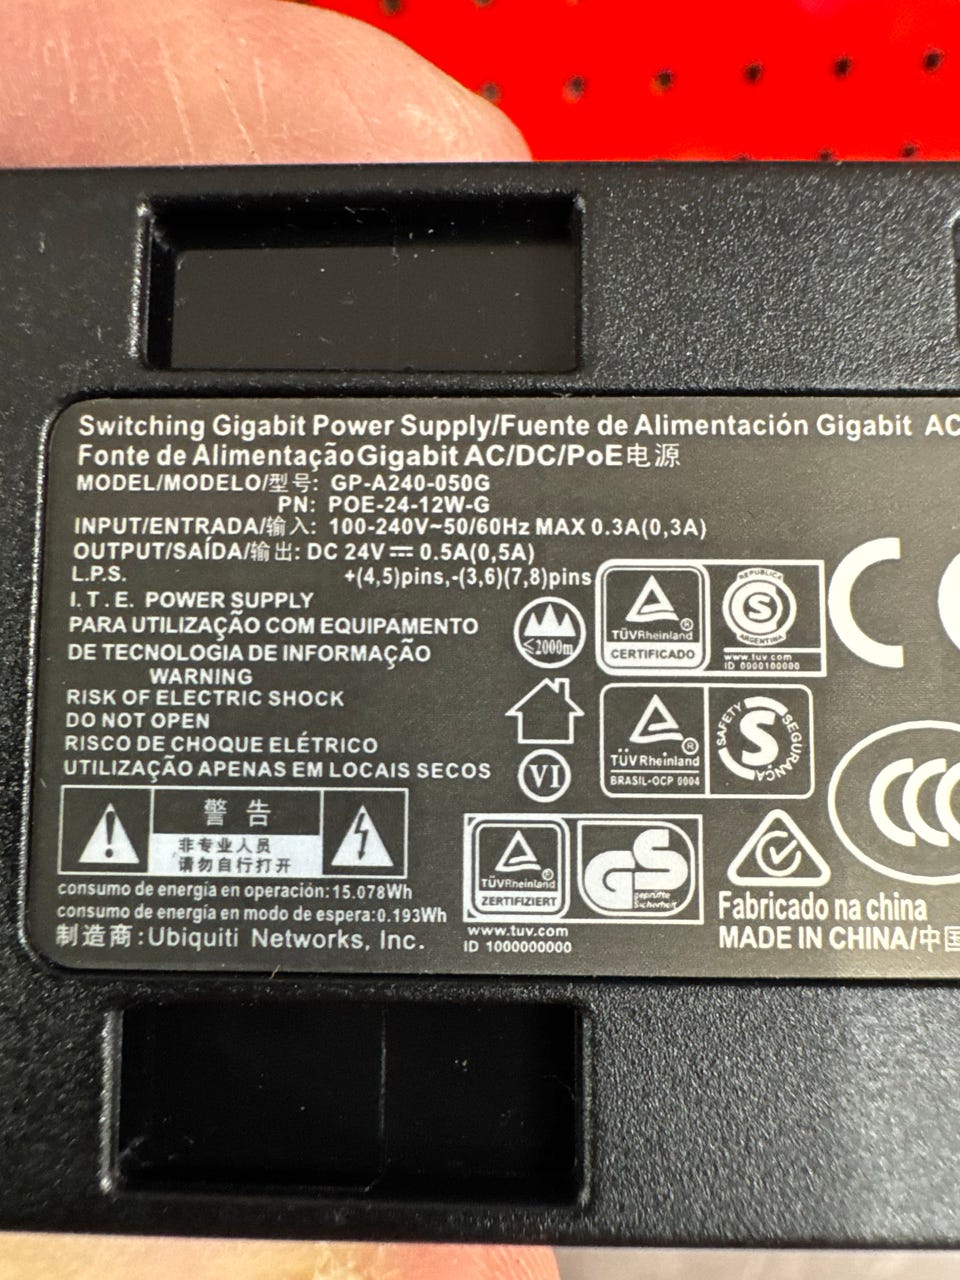 Switching Gigabit Power Supply/Fuente de Alimentación Gigabit AC
Fonte de AlimentaçãoGigabit AC/DC/PoE电源
MODEL/MODELO/型号: GP-A240-050G
PN: POE-24-12W-G
INPUT/ENTRADA/输入: 100-240V~50/60Hz MAX 0.3A(0,3A)
OUTPUT/SAÍDA/输出: DC 24V⎓0.5A(0,5A)
L.P.S. +(4,5)pins,-(3,6)(7,8)pins
I.T.E. POWER SUPPLY
PARA UTILIZAÇÃO COM EQUIPAMENTO
DE TECNOLOGIA DE INFORMAÇÃO
WARNING
RISK OF ELECTRIC SHOCK
DO NOT OPEN
RISCO DE CHOQUE ELÉTRICO
UTILIZAÇÃO APENAS EM LOCAIS SECOS
警告
非专业人员
请勿自行打开
consumo de energía en operación:15.078Wh
consumo de energía en modo de espera:0.193Wh
制造商:Ubiquiti Networks, Inc.
≤2000m
VI
TÜVRheinland®
CERTIFICADO
REPUBLICA
S
ARGENTINA
www.tuv.com
ID 0000100000
TÜVRheinland®
BRASIL-OCP 0004
SAFETY
S
SEGURANÇA
TÜVRheinland®
ZERTIFIZIERT
GS
geprüfte
Sicherheit
www.tuv.com
ID 1000000000
CE
CCC
Fabricado na china
MADE IN CHINA/中国